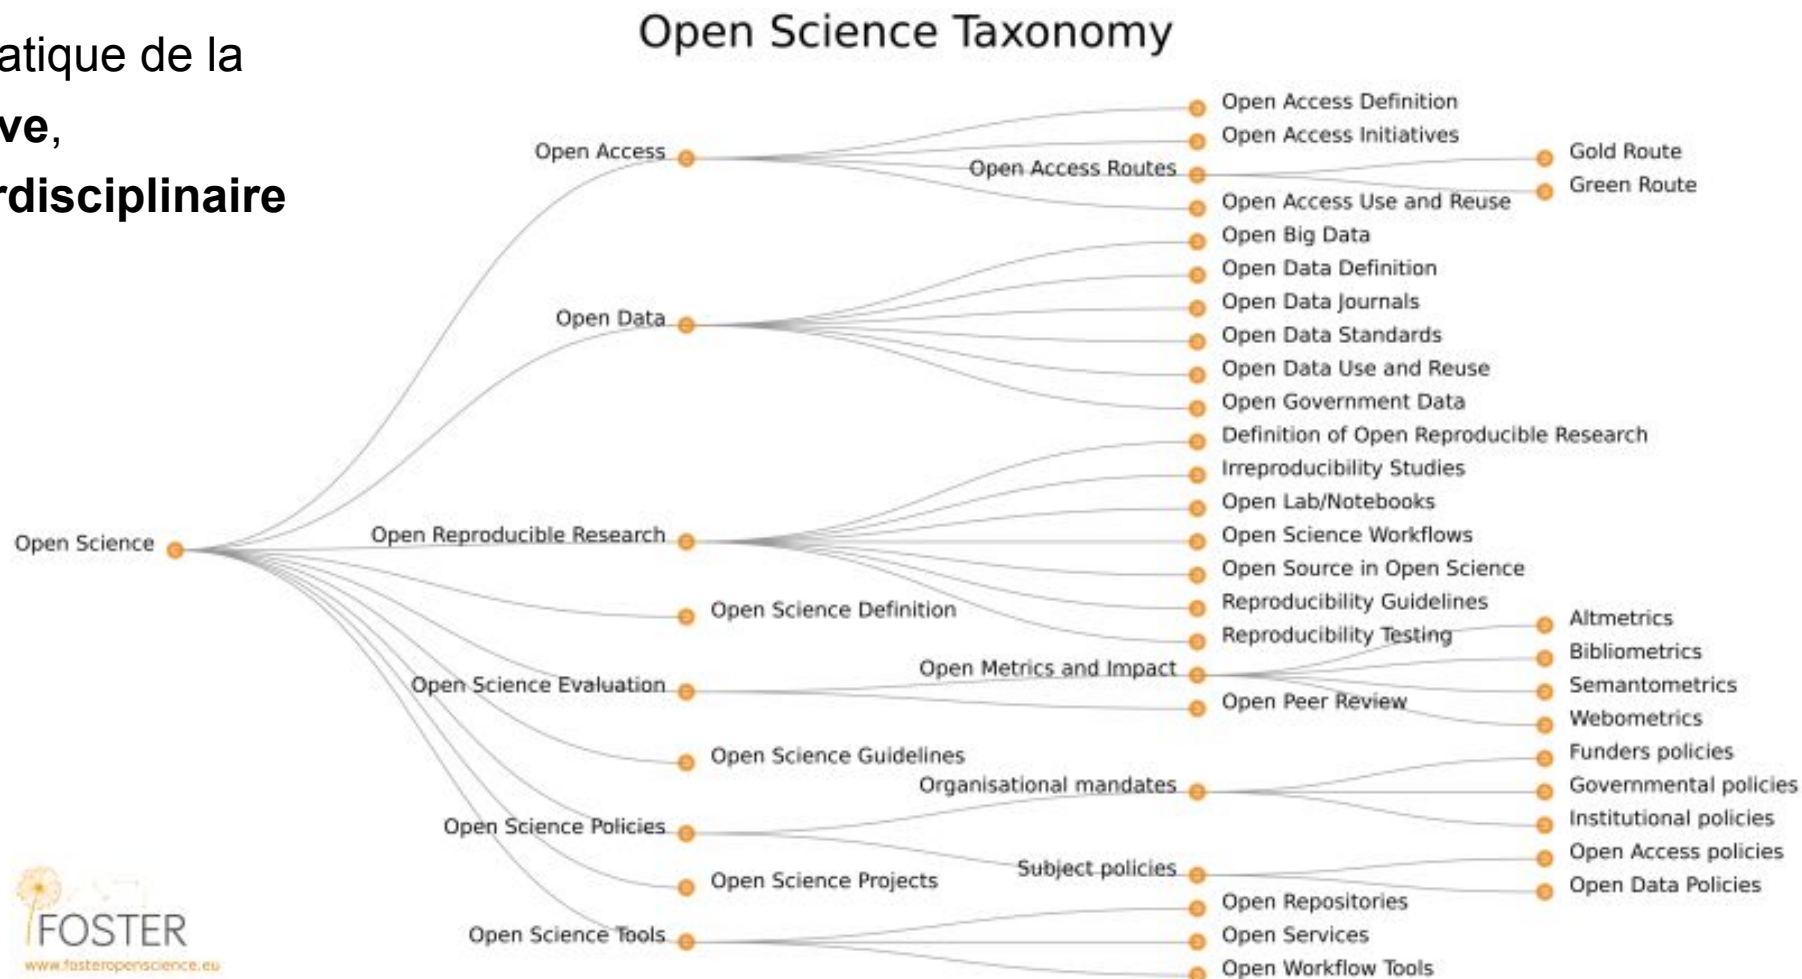 Open Science Taxonomy
atique de la
ve,
rdisciplinaire
Open Science
Open Access
Open Access Definition
Open Access Initiatives
Open Access Routes
Gold Route
Green Route
Open Access Use and Reuse
Open Data
Open Big Data
Open Data Definition
Open Data Journals
Open Data Standards
Open Data Use and Reuse
Open Government Data
Open Reproducible Research
Definition of Open Reproducible Research
Irreproducibility Studies
Open Lab/Notebooks
Open Science Workflows
Open Source in Open Science
Reproducibility Guidelines
Reproducibility Testing
Open Science Definition
Open Science Evaluation
Open Metrics and Impact
Altmetrics
Bibliometrics
Semantometrics
Webometrics
Open Peer Review
Open Science Guidelines
Open Science Policies
Organisational mandates
Funders policies
Governmental policies
Institutional policies
Subject policies
Open Access policies
Open Data Policies
Open Science Projects
Open Science Tools
Open Repositories
Open Services
Open Workflow Tools
FOSTER
www.fosteropenscience.eu